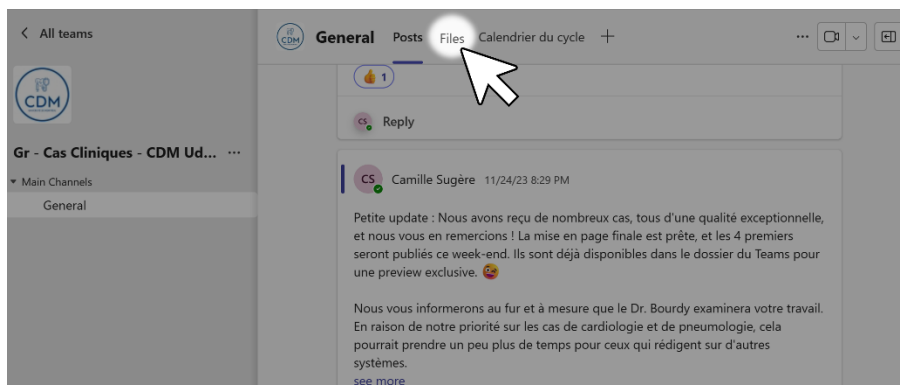 All teams
CDM
General Posts Files Calendrier du cycle
1
CDM
CS Reply
Gr - Cas Cliniques - CDM Ud... ...
Main Channels
General
CS Camille Sugère 11/24/23 8:29 PM
Petite update : Nous avons reçu de nombreux cas, tous d'une qualité exceptionnelle,
et nous vous en remercions ! La mise en page finale est prête, et les 4 premiers
seront publiés ce week-end. Ils sont déjà disponibles dans le dossier du Teams pour
une preview exclusive. 😜
Nous vous informerons au fur et à mesure que le Dr. Bourdy examinera votre travail.
En raison de notre priorité sur les cas de cardiologie et de pneumologie, cela
pourrait prendre un peu plus de temps pour ceux qui rédigent sur d'autres
systèmes.
see more